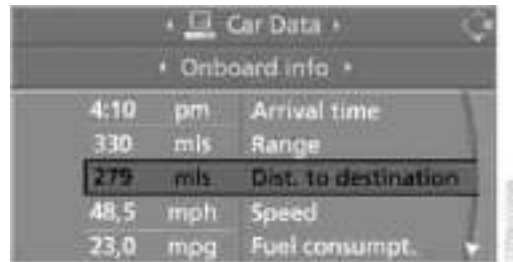 Car Data
Onboard info
4:10 pm Arrival time
330 mls Range
279 mls Dist. to destination
48,5 mph Speed
23,0 mpg Fuel consumpt.